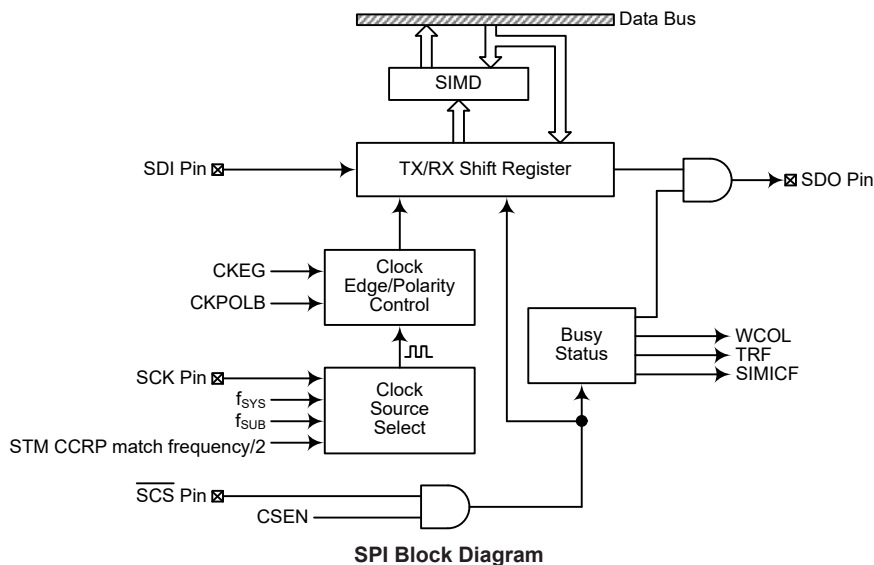 Data Bus
SIMD
SDI Pin
TX/RX Shift Register
SDO Pin
CKEG
CKPOLB
Clock
Edge/Polarity
Control
Busy
Status
WCOL
TRF
SIMICF
SCK Pin
fSYS
fSUB
STM CCRP match frequency/2
Clock
Source
Select
SCS Pin
CSEN
SPI Block Diagram